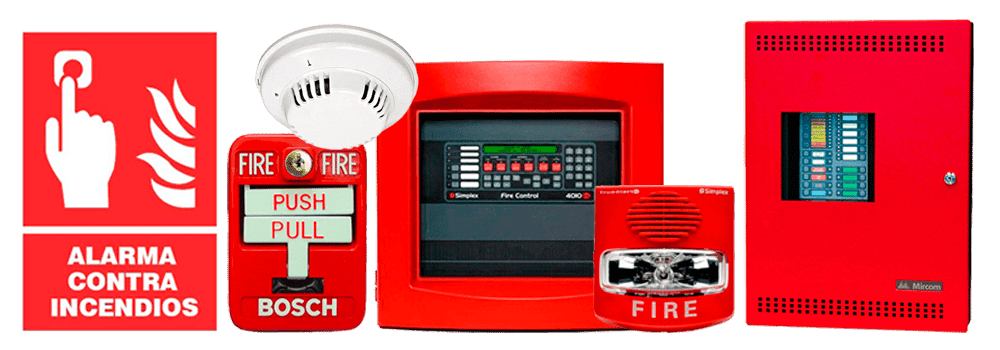 ALARMA
CONTRA
INCENDIOS
FIRE FIRE
PUSH
PULL
BOSCH
Simplex Fire Control 4010
Simplex
FIRE
Mircom